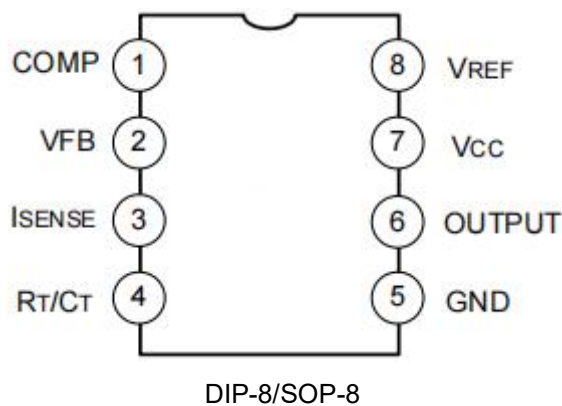 COMP 1 8 VREF
VFB 2 7 VCC
ISENSE 3 6 OUTPUT
RT/CT 4 5 GND
DIP-8/SOP-8